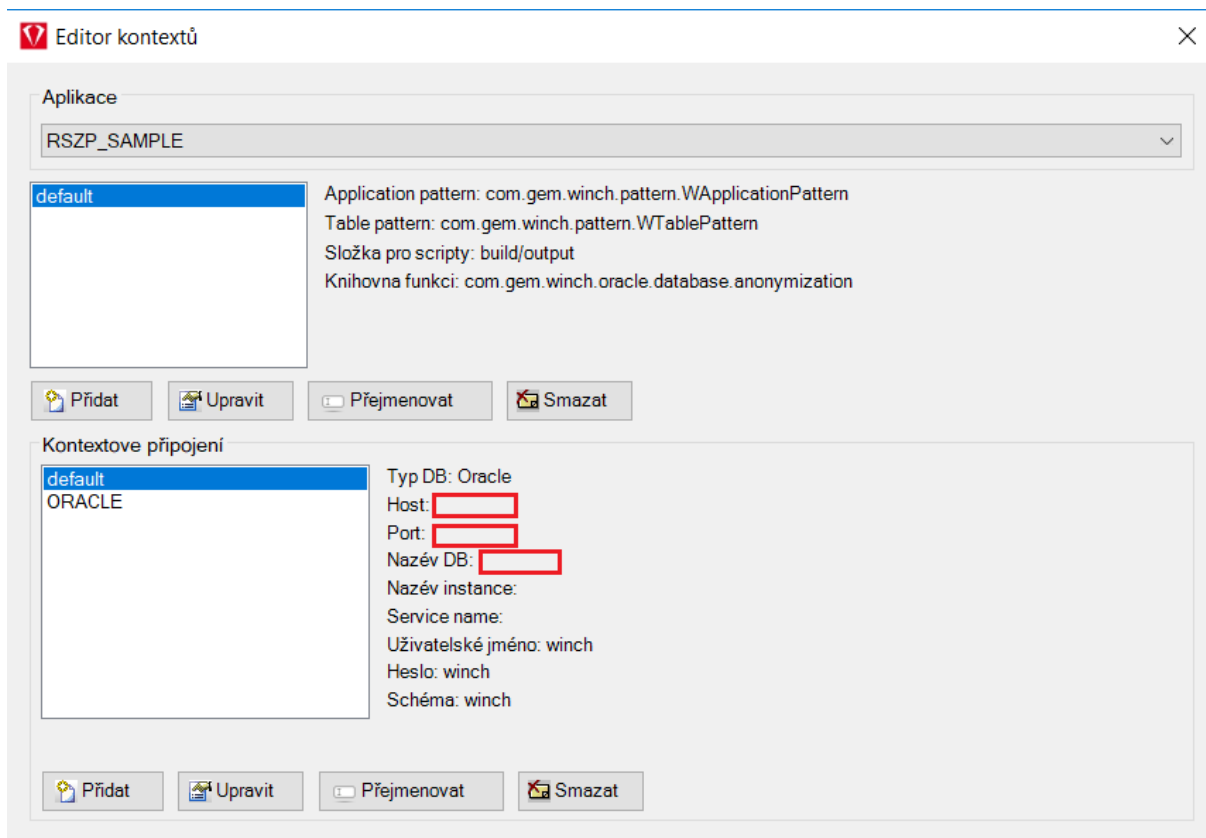 Editor kontextů
Aplikace
RSZP_SAMPLE
default
Application pattern: com.gem.winch.pattern.WApplicationPattern
Table pattern: com.gem.winch.pattern.WTablePattern
Složka pro scripty: build/output
Knihovna funkci: com.gem.winch.oracle.database.anonymization
Přidat
Upravit
Přejmenovat
Smazat
Kontextove připojení
default
ORACLE
Typ DB: Oracle
Host:
Port:
Nazév DB:
Nazév instance:
Service name:
Uživatelské jméno: winch
Heslo: winch
Schéma: winch
Přidat
Upravit
Přejmenovat
Smazat